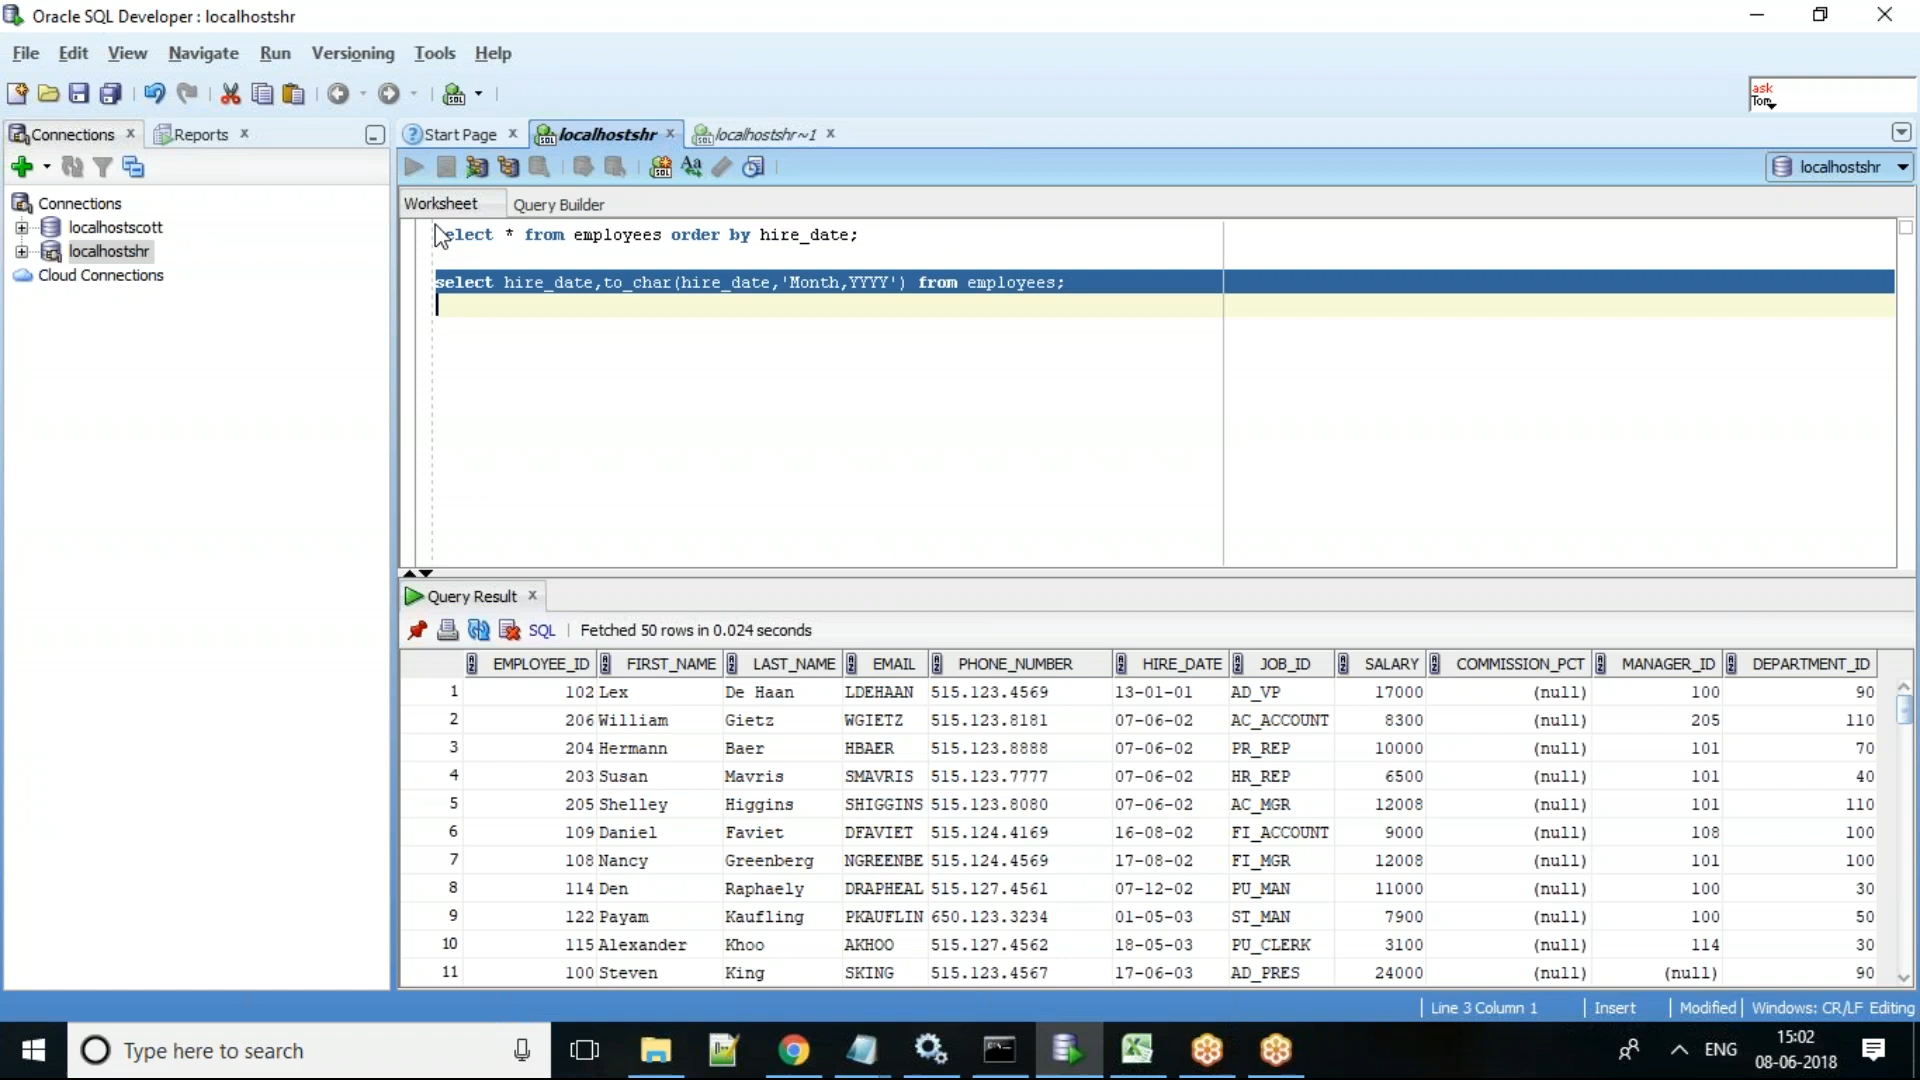 Oracle SQL Developer : localhostshr
File Edit View Navigate Run Versioning Tools Help
ask
Tom
Connections Reports
Start Page localhostshr localhostshr~1
localhostshr
Connections
localhostscott
localhostshr
Cloud Connections
Worksheet Query Builder
select * from employees order by hire_date;
select hire_date,to_char(hire_date,'Month,YYYY') from employees;
Query Result
SQL | Fetched 50 rows in 0.024 seconds
EMPLOYEE_ID FIRST_NAME LAST_NAME EMAIL PHONE_NUMBER HIRE_DATE JOB_ID SALARY COMMISSION_PCT MANAGER_ID DEPARTMENT_ID
1 102 Lex De Haan LDEHAAN 515.123.4569 13-01-01 AD_VP 17000 (null) 100 90
2 206 William Gietz WGIETZ 515.123.8181 07-06-02 AC_ACCOUNT 8300 (null) 205 110
3 204 Hermann Baer HBAER 515.123.8888 07-06-02 PR_REP 10000 (null) 101 70
4 203 Susan Mavris SMAVRIS 515.123.7777 07-06-02 HR_REP 6500 (null) 101 40
5 205 Shelley Higgins SHIGGINS 515.123.8080 07-06-02 AC_MGR 12008 (null) 101 110
6 109 Daniel Faviet DFAVIET 515.124.4169 16-08-02 FI_ACCOUNT 9000 (null) 108 100
7 108 Nancy Greenberg NGREENBE 515.124.4569 17-08-02 FI_MGR 12008 (null) 101 100
8 114 Den Raphaely DRAPHEAL 515.127.4561 07-12-02 PU_MAN 11000 (null) 100 30
9 122 Payam Kaufling PKAUFLIN 650.123.3234 01-05-03 ST_MAN 7900 (null) 100 50
10 115 Alexander Khoo AKHOO 515.127.4562 18-05-03 PU_CLERK 3100 (null) 114 30
11 100 Steven King SKING 515.123.4567 17-06-03 AD_PRES 24000 (null) (null) 90
Line 3 Column 1 | Insert | Modified | Windows: CR/LF Editing
Type here to search
ENG
15:02
08-06-2018